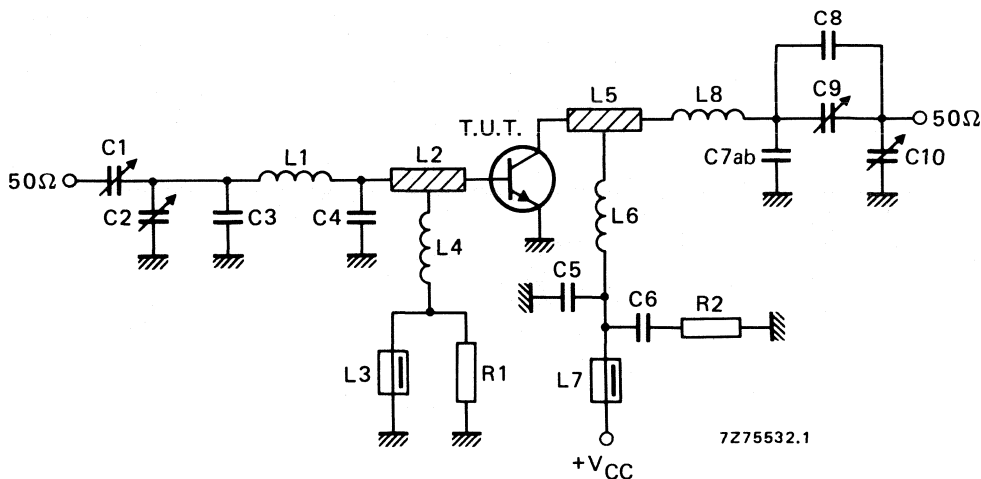 C8
L5
L8
C9
50Ω
T.U.T.
C1
L1
L2
C7ab
C10
50Ω
C2
C3
C4
L4
L6
C5
C6
R2
L3
R1
L7
7Z75532.1
+VCC